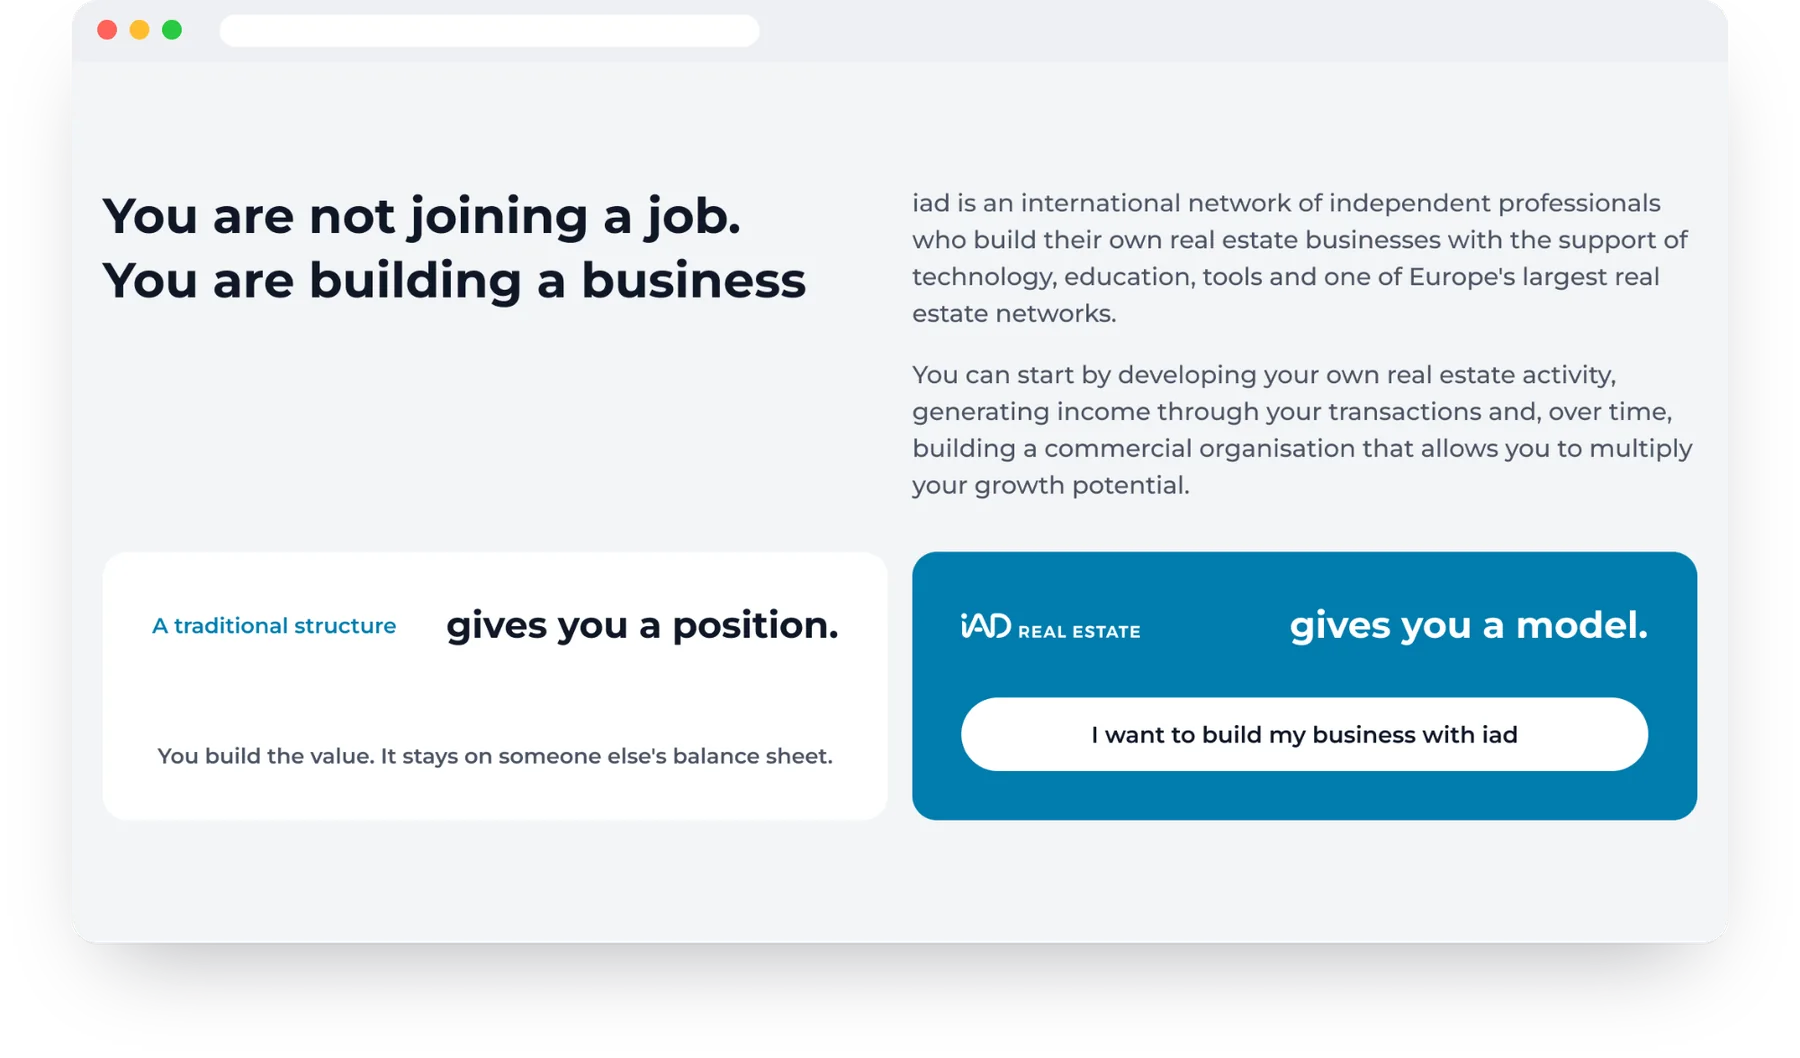 You are not joining a job.
You are building a business
iad is an international network of independent professionals
who build their own real estate businesses with the support of
technology, education, tools and one of Europe's largest real
estate networks.
You can start by developing your own real estate activity,
generating income through your transactions and, over time,
building a commercial organisation that allows you to multiply
your growth potential.
A traditional structure gives you a position.
You build the value. It stays on someone else's balance sheet.
iAD REAL ESTATE gives you a model.
I want to build my business with iad